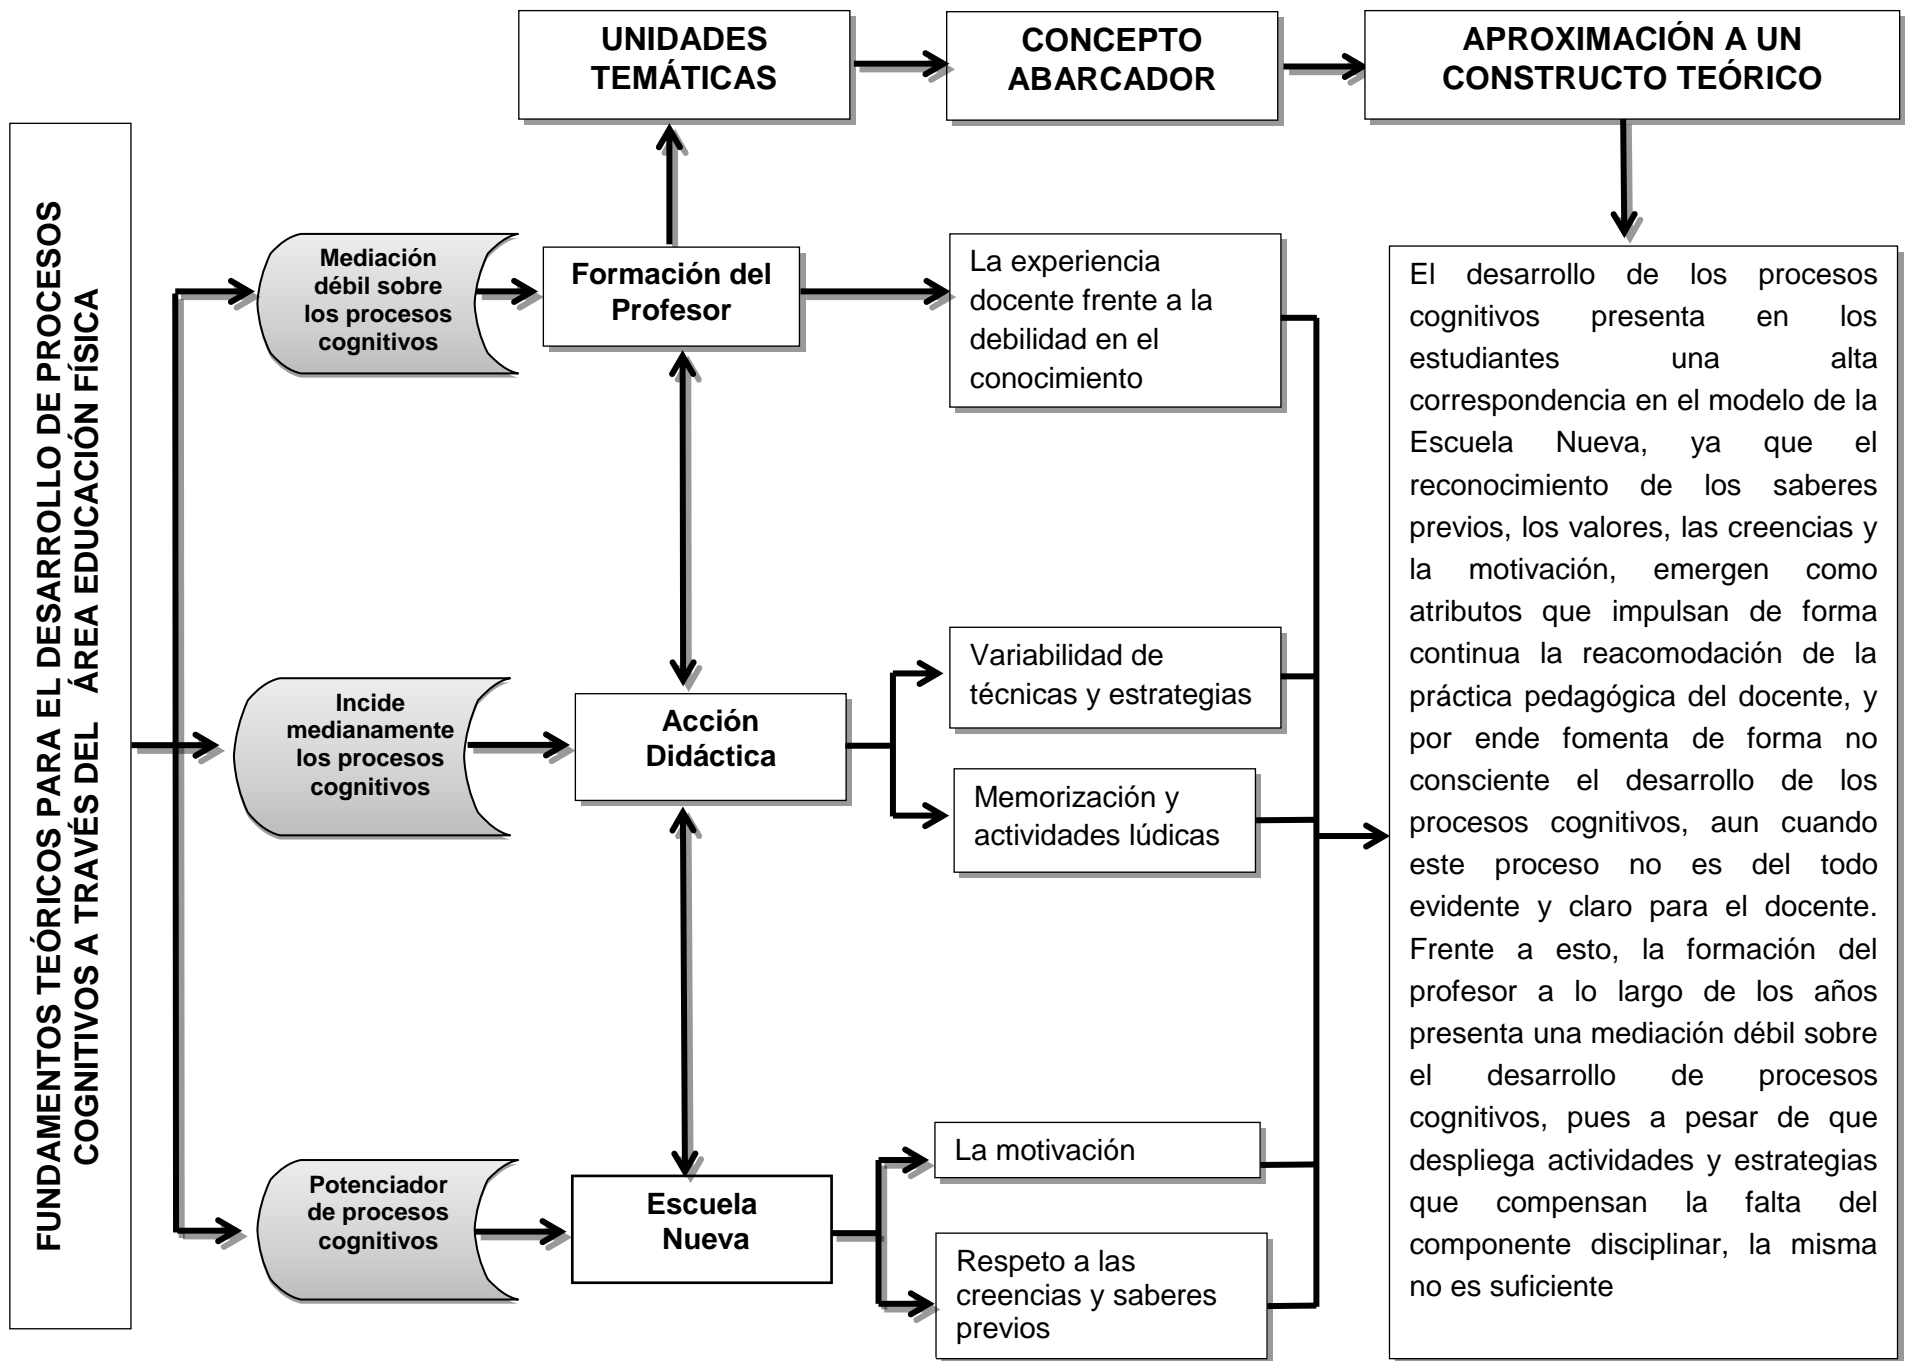 UNIDADES
TEMÁTICAS
CONCEPTO
ABARCADOR
APROXIMACIÓN A UN
CONSTRUCTO TEÓRICO
FUNDAMENTOS TEÓRICOS PARA EL DESARROLLO DE PROCESOS
COGNITIVOS A TRAVÉS DEL ÁREA EDUCACIÓN FÍSICA
Mediación
débil sobre
los procesos
cognitivos
Formación del
Profesor
La experiencia
docente frente a la
debilidad en el
conocimiento
Incide
medianamente
los procesos
cognitivos
Acción
Didáctica
Variabilidad de
técnicas y estrategias
Memorización y
actividades lúdicas
Potenciador
de procesos
cognitivos
Escuela
Nueva
La motivación
Respeto a las
creencias y saberes
previos
El desarrollo de los procesos
cognitivos presenta en los
estudiantes una alta
correspondencia en el modelo de la
Escuela Nueva, ya que el
reconocimiento de los saberes
previos, los valores, las creencias y
la motivación, emergen como
atributos que impulsan de forma
continua la reacomodación de la
práctica pedagógica del docente, y
por ende fomenta de forma no
consciente el desarrollo de los
procesos cognitivos, aun cuando
este proceso no es del todo
evidente y claro para el docente.
Frente a esto, la formación del
profesor a lo largo de los años
presenta una mediación débil sobre
el desarrollo de procesos
cognitivos, pues a pesar de que
despliega actividades y estrategias
que compensan la falta del
componente disciplinar, la misma
no es suficiente